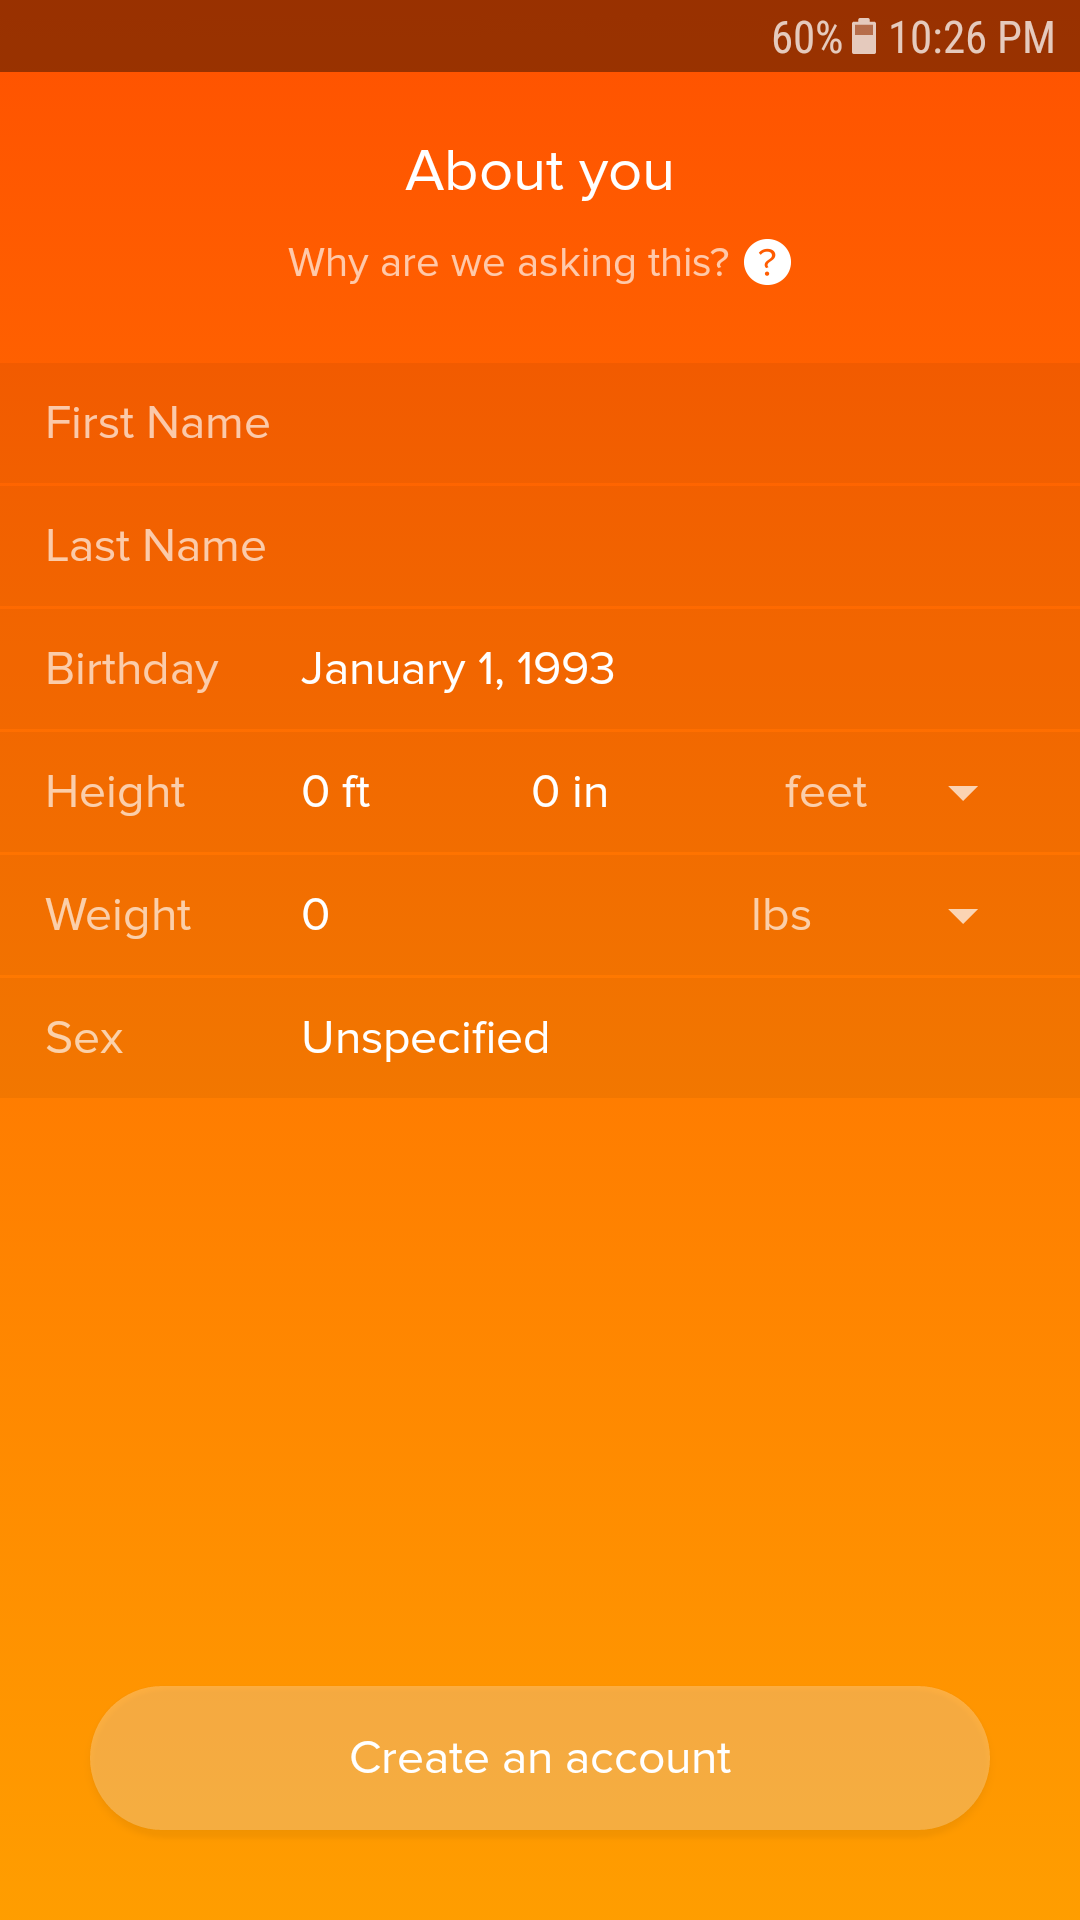 60% 10:26 PM
About you
Why are we asking this? ?
First Name
Last Name
Birthday January 1, 1993
Height 0 ft 0 in feet
Weight 0 lbs
Sex Unspecified
Create an account